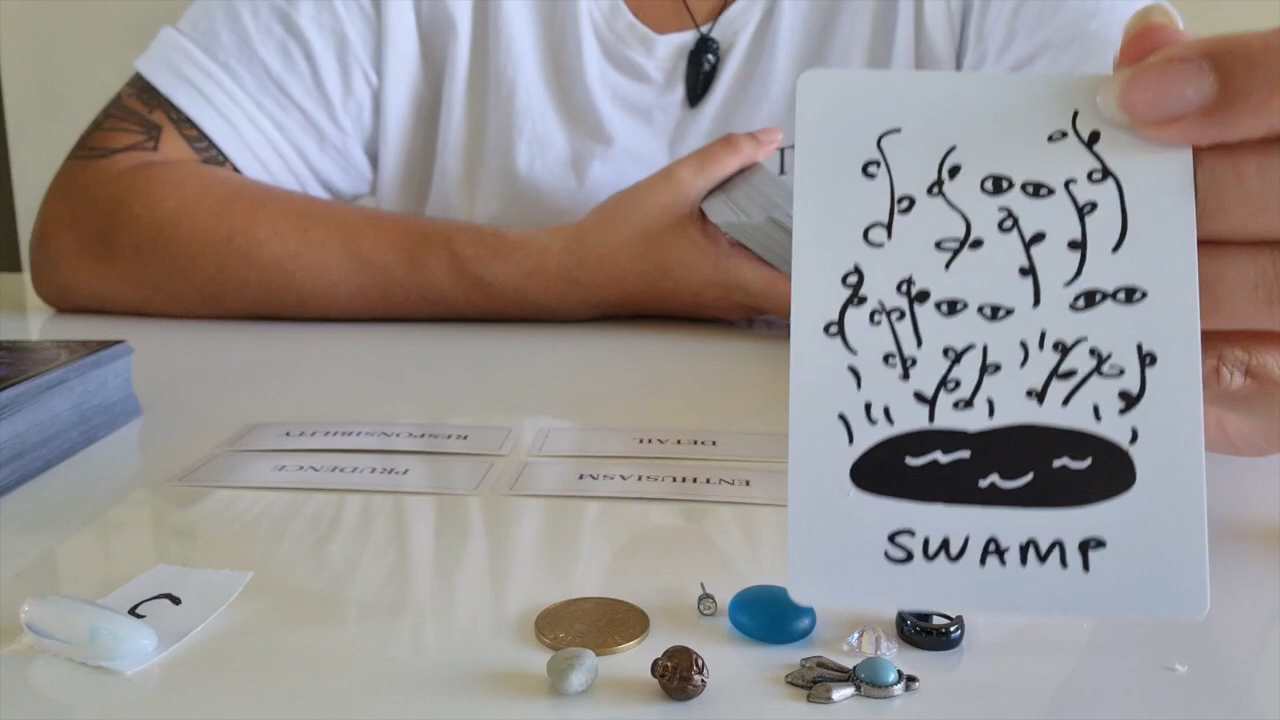 RESPONSIBILITY
DETAIL
PRUDENCE
ENTHUSIASM
C
SWAMP